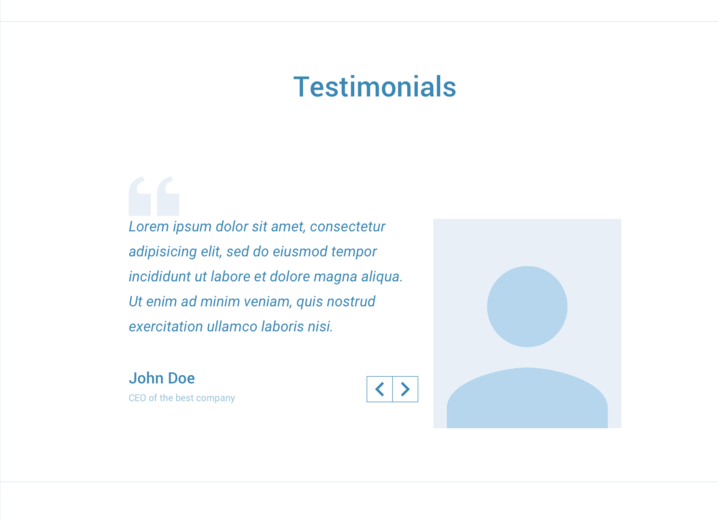 Testimonials
“
Lorem ipsum dolor sit amet, consectetur
adipisicing elit, sed do eiusmod tempor
incididunt ut labore et dolore magna aliqua.
Ut enim ad minim veniam, quis nostrud
exercitation ullamco laboris nisi.
John Doe
CEO of the best company